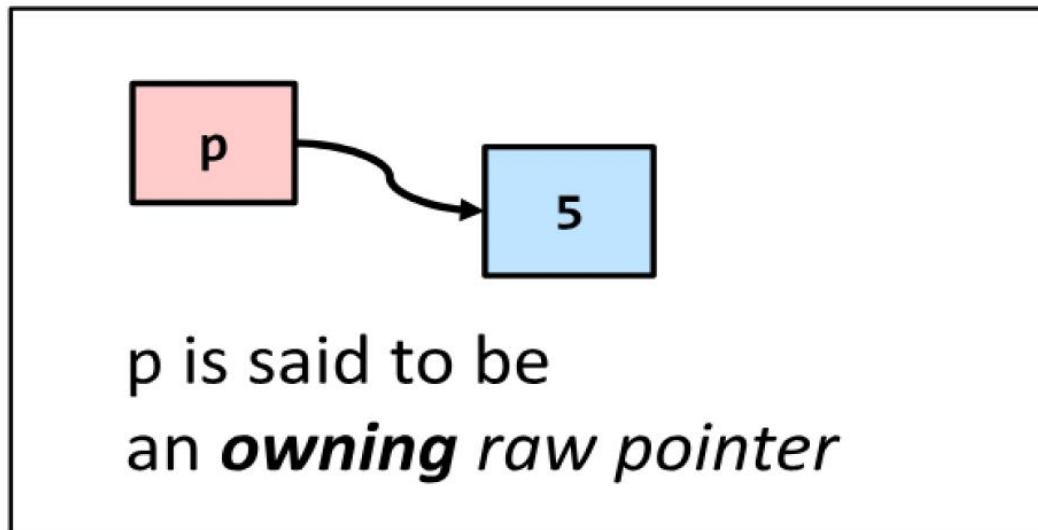 p
5
p is said to be
an owning raw pointer